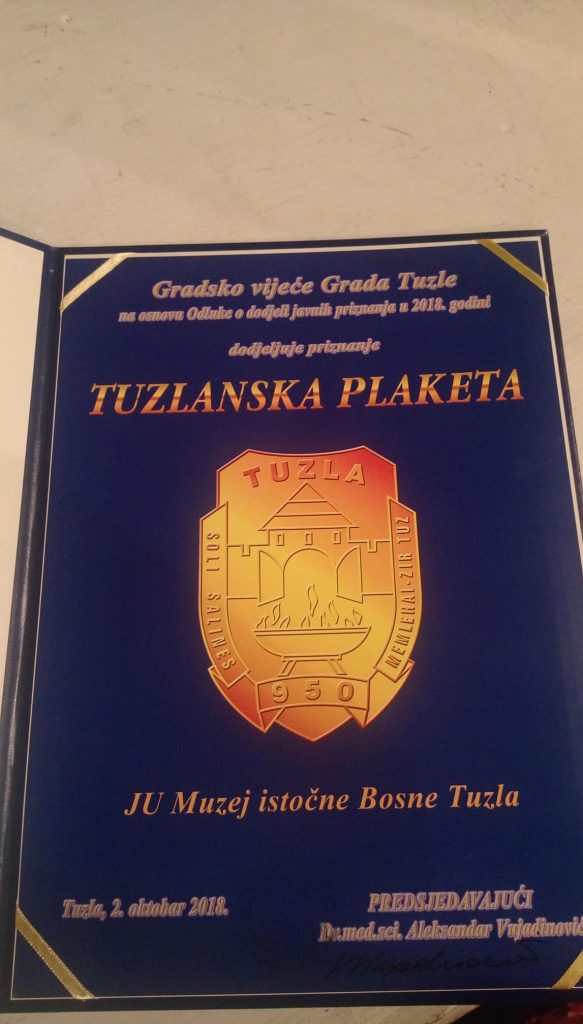 Gradsko vijeće Grada Tuzle
na osnovu Odluke o dodjeli javnih priznanja u 2018. godini
dodjeljuje priznanje
TUZLANSKA PLAKETA
TUZLA
SOLI SALINES
MEMLEHAI-ZIR TUZ
950
JU Muzej istočne Bosne Tuzla
Tuzla, 2. oktobar 2018.
PREDSJEDAVAJUĆI
Dr.med.sci. Aleksandar Vujadinović